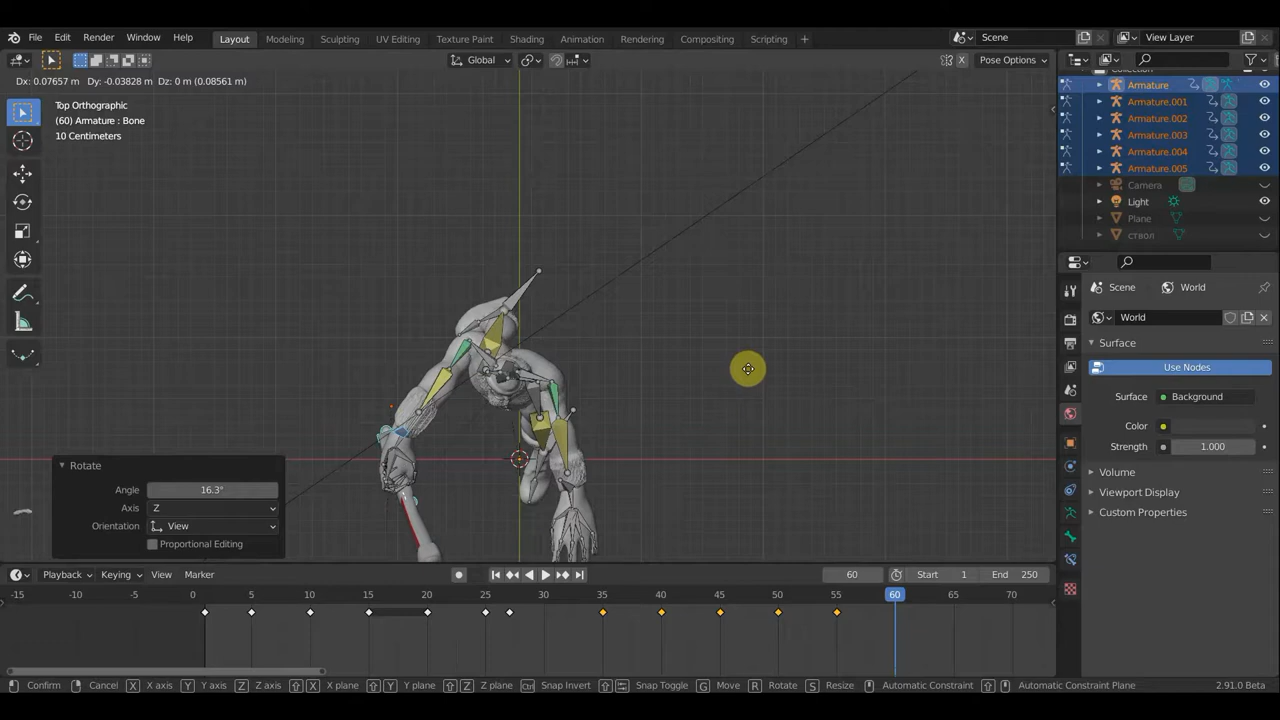 File Edit Render Window Help Layout Modeling Sculpting UV Editing Texture Paint Shading Animation Rendering Compositing Scripting + Scene View Layer
Global X Pose Options
Dx: 0.07657 m Dy: -0.03828 m Dz: 0 m (0.08561 m)
Top Orthographic
(60) Armature : Bone
10 Centimeters
Armature
Armature.001
Armature.002
Armature.003
Armature.004
Armature.005
Camera
Light
Plane
ствол
Scene World
World
Surface
Use Nodes
Surface Background
Color
Strength 1.000
Volume
Viewport Display
Custom Properties
Rotate
Angle 16.3°
Axis Z
Orientation View
Proportional Editing
Playback Keying View Marker 60 Start 1 End 250
-15 -10 -5 0 5 10 15 20 25 30 35 40 45 50 55 60 65 70
Confirm Cancel X X axis Y Y axis Z Z axis X X plane Y Y plane Z Z plane Ctrl Snap Invert Snap Toggle G Move R Rotate S Resize Automatic Constraint Automatic Constraint Plane 2.91.0 Beta